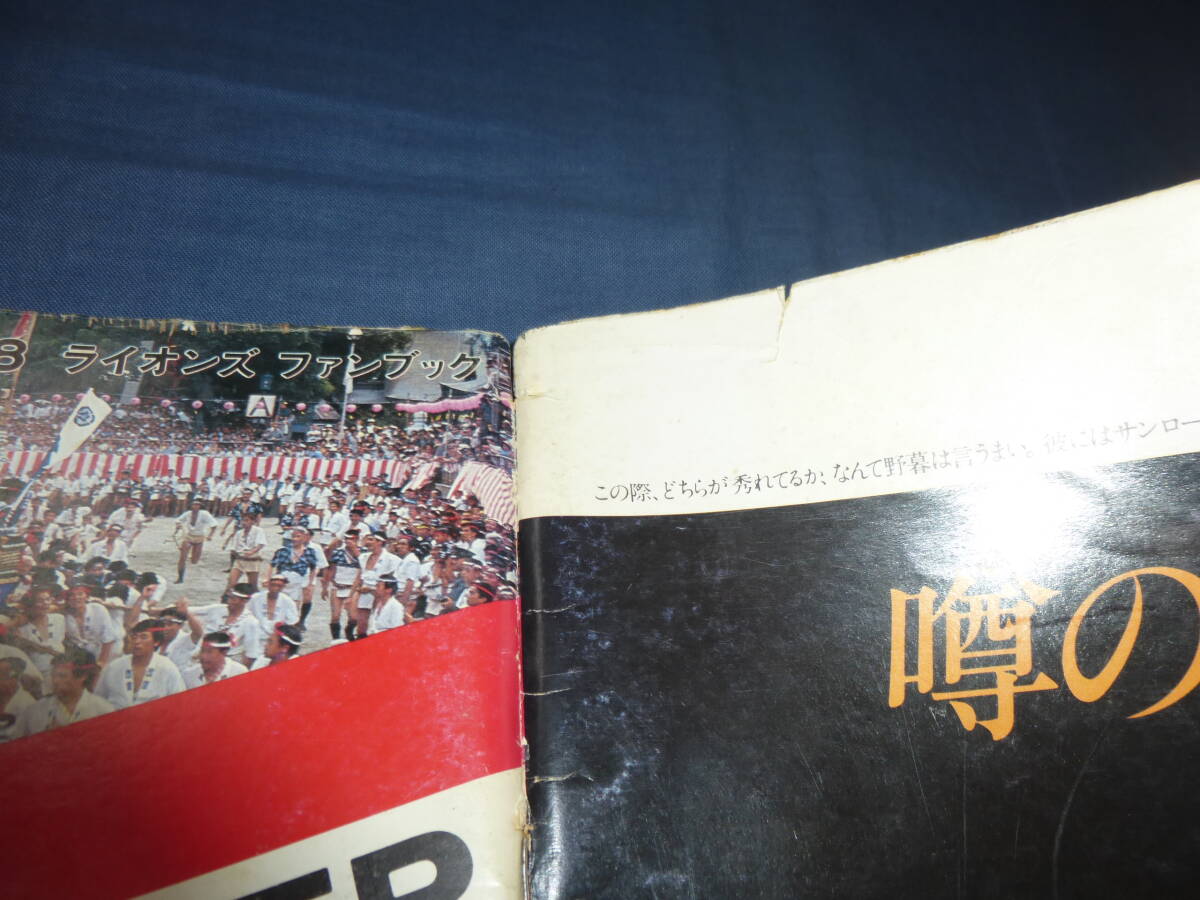 8 ライオンズ ファンブック
A
この際、どちらが秀れてるか、なんて野暮は言うまい。彼にはサンロー
噂の
TER